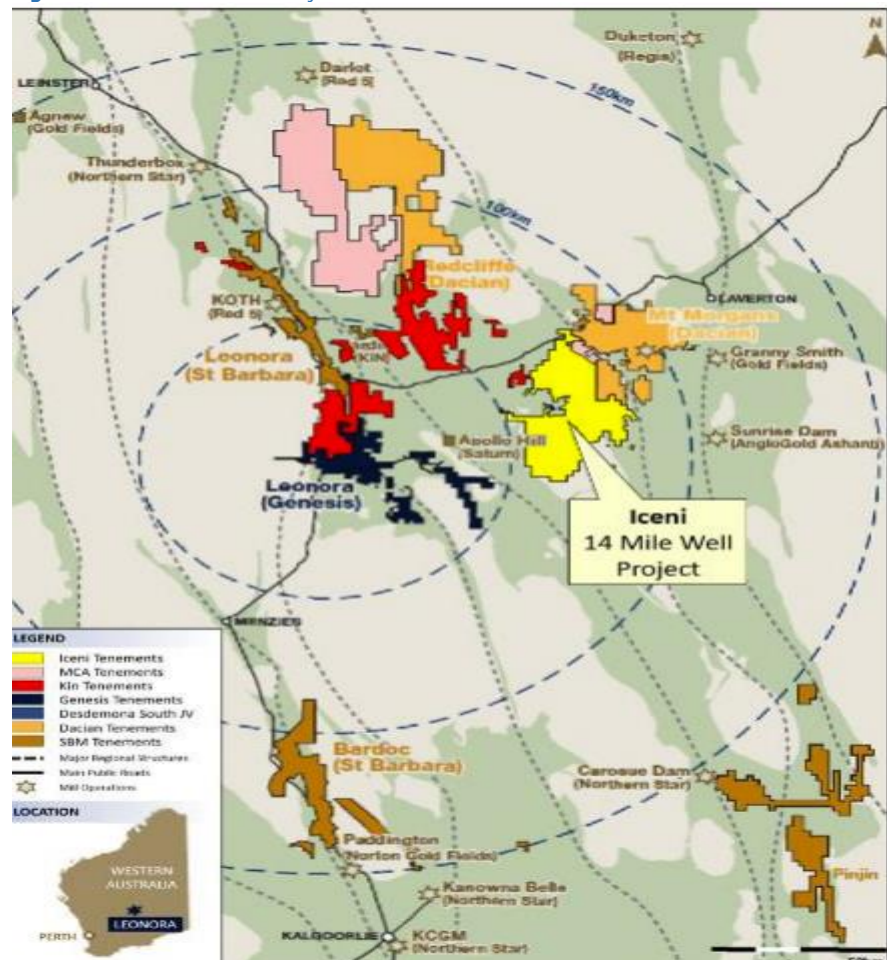 N
Duketon
(Regis)
Darlot
(Red 5)
LEINSTER
150km
Agnew
(Gold Fields)
Thunderbox
(Northern Star)
100km
Redcliffe
(Dacian)
KOTH
(Red 5)
LAVERTON
Mt Morgans
(Dacian)
(KIN)
Leonora
(St Barbara)
Granny Smith
(Gold Fields)
Apollo Hill
(Saturn)
Sunrise Dam
(AngloGold Ashanti)
Leonora
(Genesis)
Iceni
14 Mile Well
Project
MENZIES
LEGEND
Iceni Tenements
MCA Tenements
Kin Tenements
Genesis Tenements
Desdemona South JV
Dacian Tenements
SBM Tenements
Major Regional Structures
Main Public Roads
Mill Operations
Bardoc
(St Barbara)
Carosue Dam
(Northern Star)
LOCATION
WESTERN
AUSTRALIA
LEONORA
PERTH
Paddington
(Norton Gold Fields)
Pinjin
Kanowna Belle
(Northern Star)
KALGOORLIE
KCGM
(Northern Star)